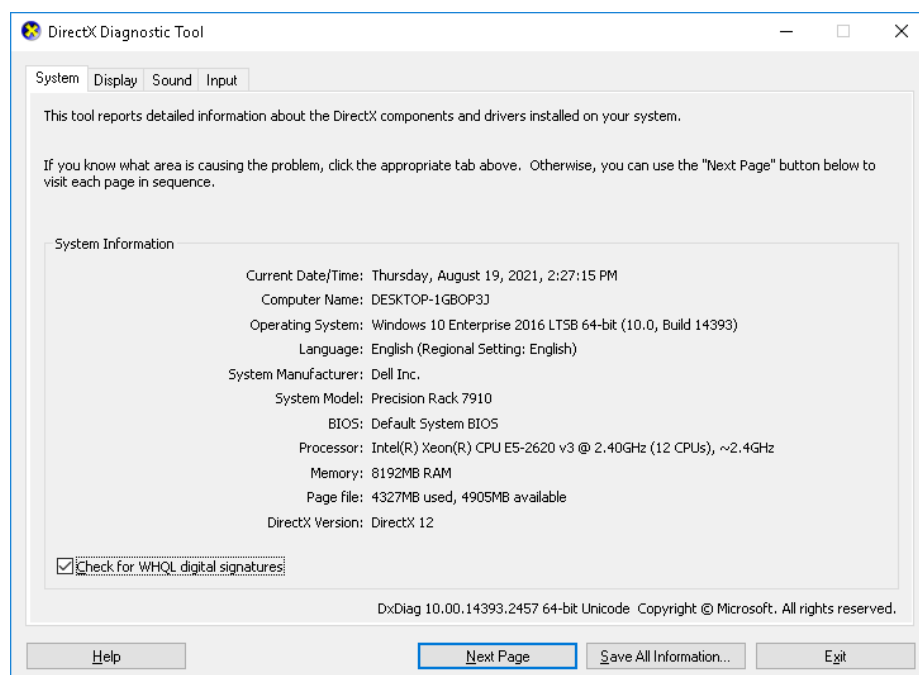 DirectX Diagnostic Tool
System Display Sound Input
This tool reports detailed information about the DirectX components and drivers installed on your system.
If you know what area is causing the problem, click the appropriate tab above.  Otherwise, you can use the "Next Page" button below to
visit each page in sequence.
System Information
Current Date/Time: Thursday, August 19, 2021, 2:27:15 PM
Computer Name: DESKTOP-1GBOP3J
Operating System: Windows 10 Enterprise 2016 LTSB 64-bit (10.0, Build 14393)
Language: English (Regional Setting: English)
System Manufacturer: Dell Inc.
System Model: Precision Rack 7910
BIOS: Default System BIOS
Processor: Intel(R) Xeon(R) CPU E5-2620 v3 @ 2.40GHz (12 CPUs), ~2.4GHz
Memory: 8192MB RAM
Page file: 4327MB used, 4905MB available
DirectX Version: DirectX 12
Check for WHQL digital signatures
DxDiag 10.00.14393.2457 64-bit Unicode  Copyright © Microsoft. All rights reserved.
Help Next Page Save All Information... Exit